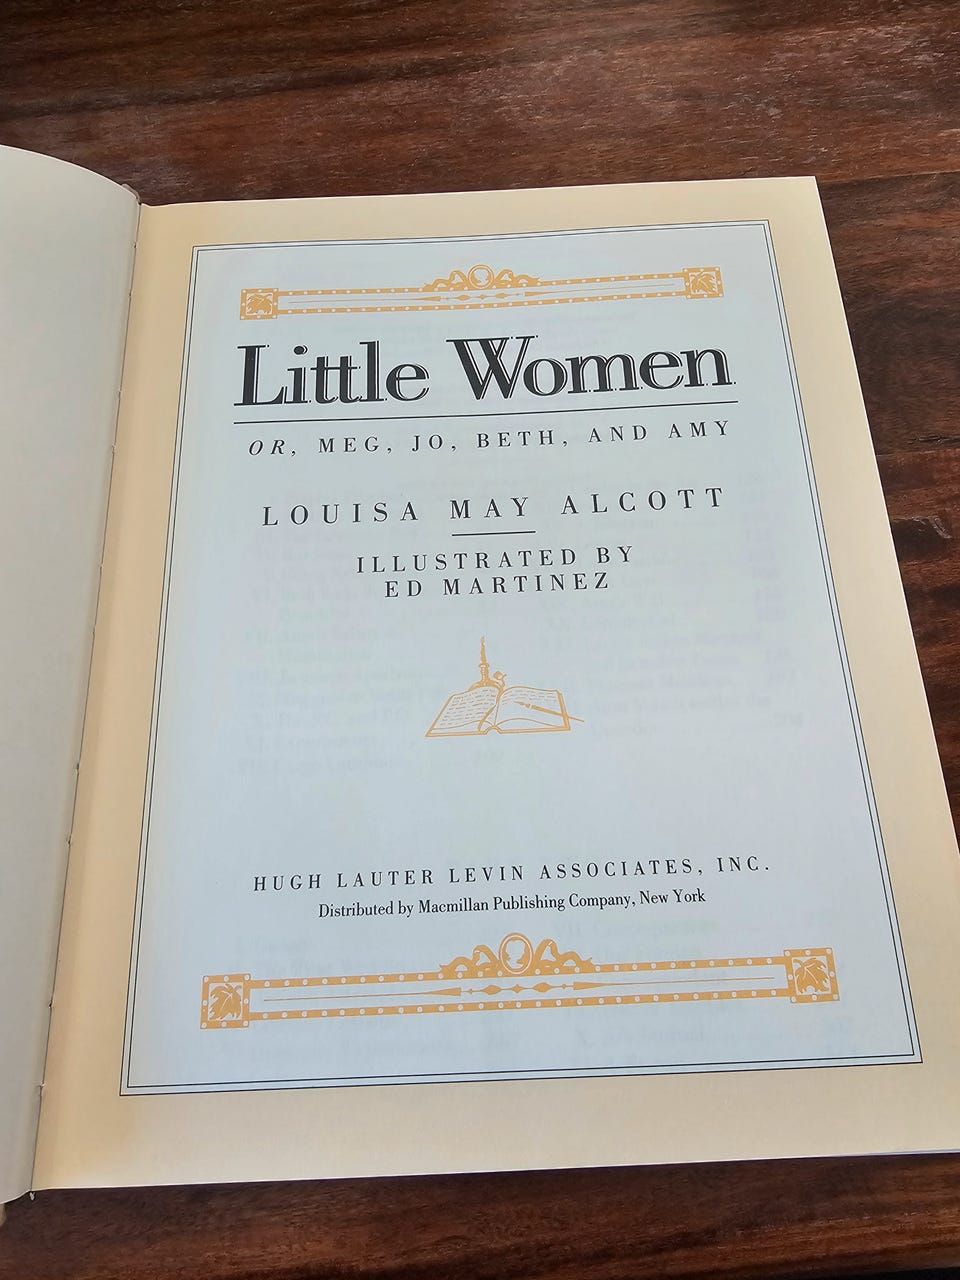 Little Women
OR, MEG, JO, BETH, AND AMY
LOUISA MAY ALCOTT
ILLUSTRATED BY
ED MARTINEZ
HUGH LAUTER LEVIN ASSOCIATES, INC.
Distributed by Macmillan Publishing Company, New York